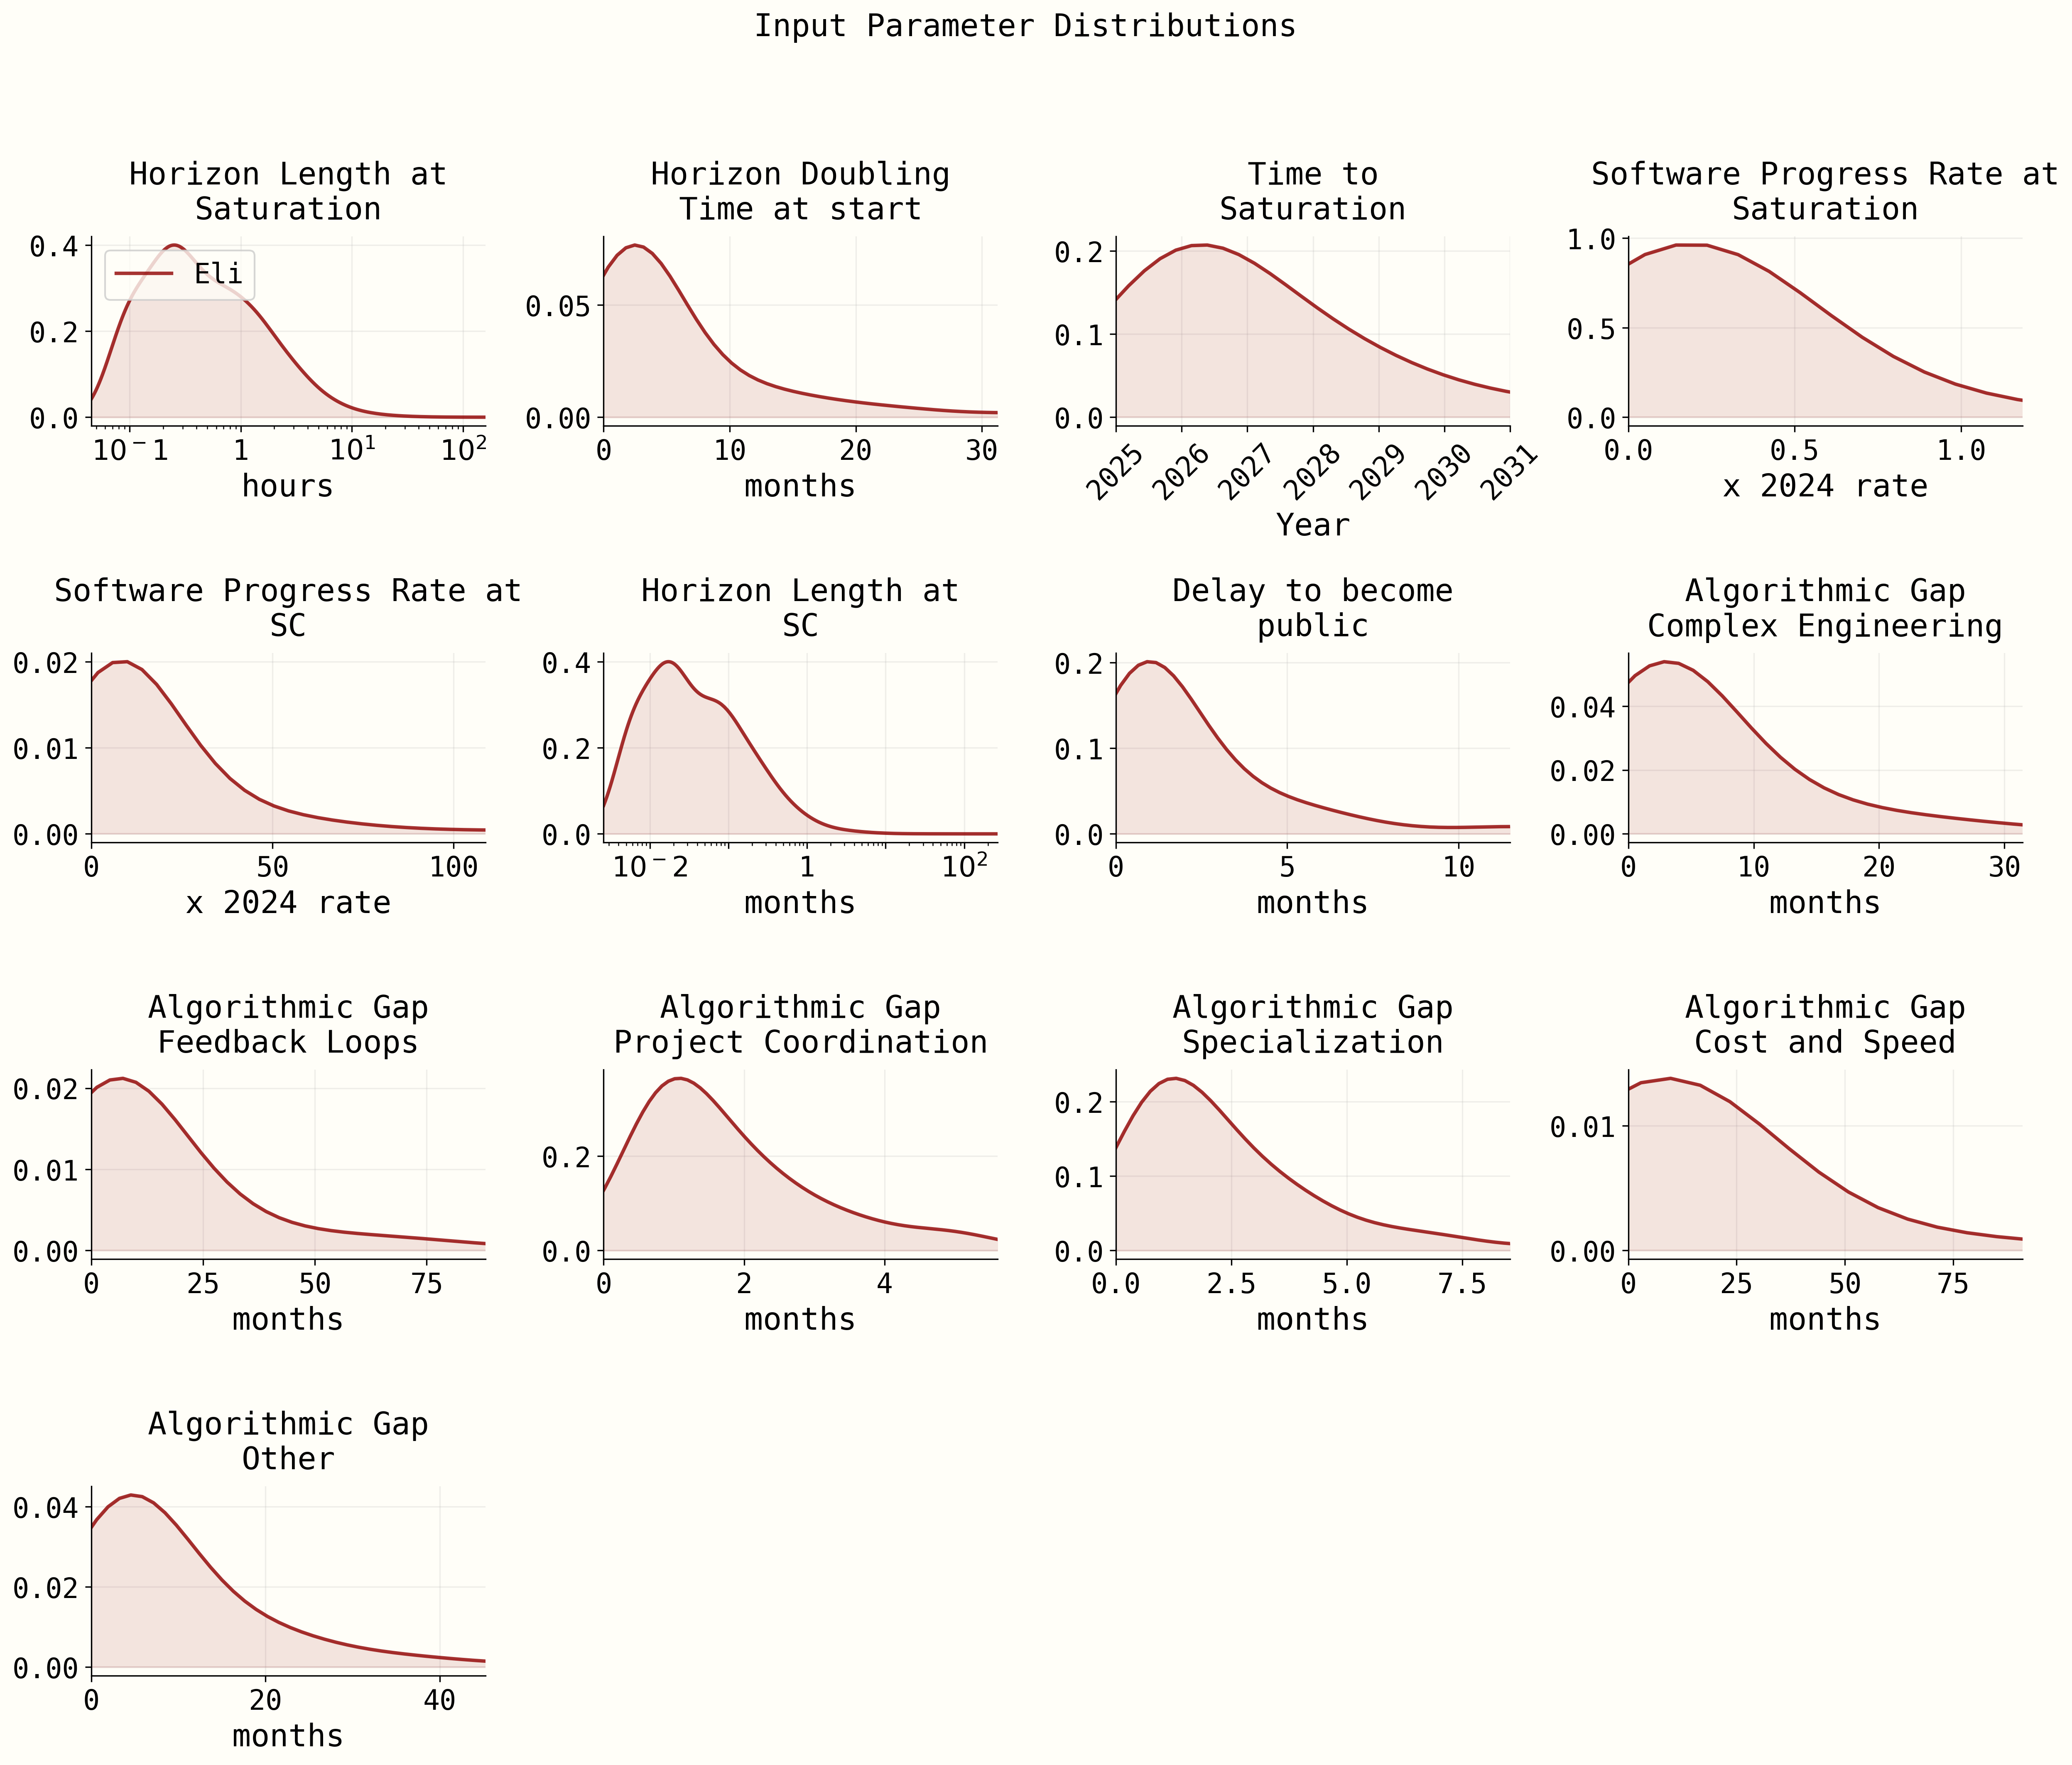 Input Parameter Distributions
Horizon Length at
Saturation
0.4
0.2
0.0
Eli
10⁻1
1
10¹
10²
hours
Horizon Doubling
Time at start
0.05
0.00
0
10
20
30
months
Time to
Saturation
0.2
0.1
0.0
2025
2026
2027
2028
2029
2030
2031
Year
Software Progress Rate at
Saturation
1.0
0.5
0.0
0.0
0.5
1.0
x 2024 rate
Software Progress Rate at
SC
0.02
0.01
0.00
0
50
100
x 2024 rate
Horizon Length at
SC
0.4
0.2
0.0
10⁻2
1
10²
months
Delay to become
public
0.2
0.1
0.0
0
5
10
months
Algorithmic Gap
Complex Engineering
0.04
0.02
0.00
0
10
20
30
months
Algorithmic Gap
Feedback Loops
0.02
0.01
0.00
0
25
50
75
months
Algorithmic Gap
Project Coordination
0.2
0.0
0
2
4
months
Algorithmic Gap
Specialization
0.2
0.1
0.0
0.0
2.5
5.0
7.5
months
Algorithmic Gap
Cost and Speed
0.01
0.00
0
25
50
75
months
Algorithmic Gap
Other
0.04
0.02
0.00
0
20
40
months